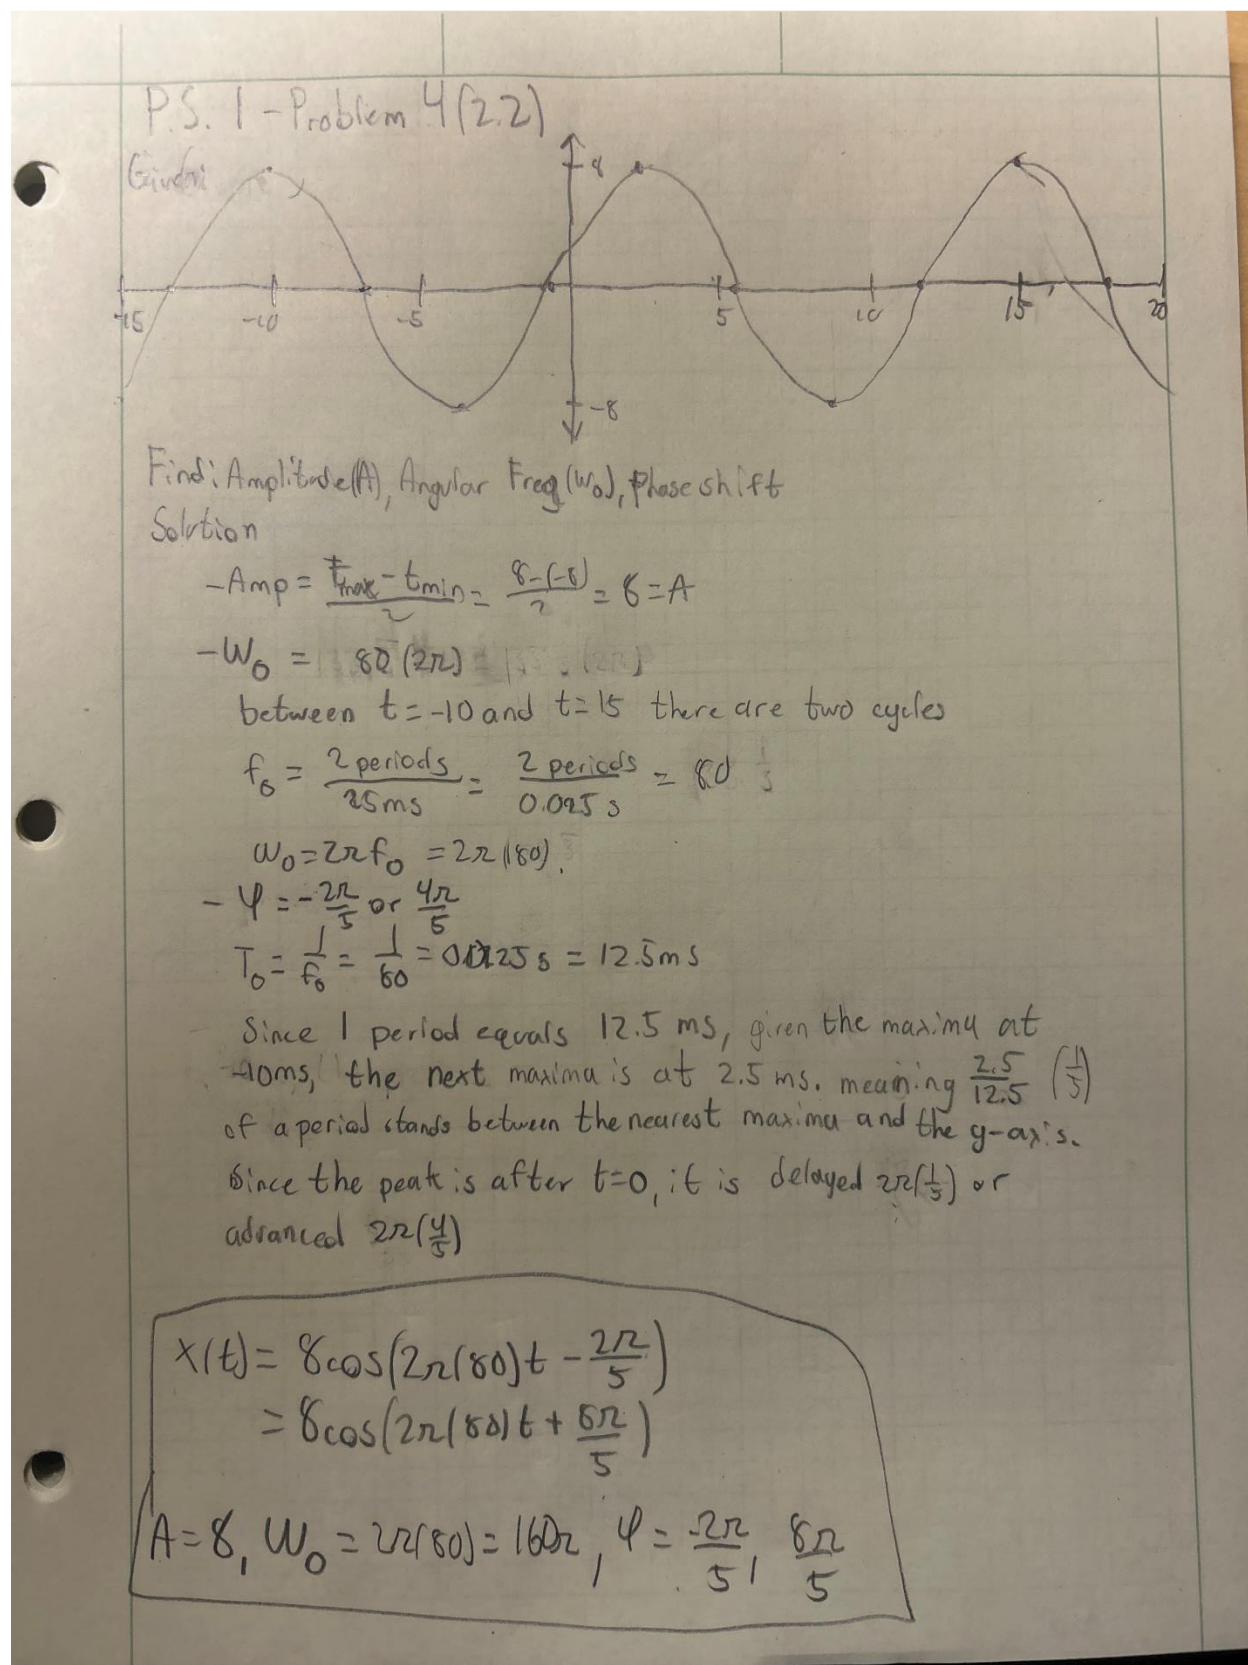 P.S. 1 - Problem 4 (2.2)
Given:
8
-15 -10 -5 5 10 15 20
-8
Find: Amplitude(A), Angular Freq (W₀), Phase shift
Solution
- Amp = (tmax - tmin)/2 = (8-(-8))/2 = 8 = A
- W₀ = 80 (2π)
between t = -10 and t = 15 there are two cycles
f₀ = 2 periods/25ms = 2 periods/0.025 s = 80 1/s
ω₀ = 2πf₀ = 2π(80).
- φ = -2π/5 or 4π/5
T₀ = 1/f₀ = 1/80 = 0.0125 s = 12.5ms
Since 1 period equals 12.5 ms, given the maxima at
-10ms, the next maxima is at 2.5 ms. meaning 2.5/12.5 (1/5)
of a period stands between the nearest maxima and the y-axis.
Since the peak is after t=0, it is delayed 2π(1/5) or
advanced 2π(4/5)
x(t) = 8cos(2π(80)t - 2π/5)
= 8cos(2π(80)t + 8π/5)
A = 8, W₀ = 2π(80) = 160π, φ = -2π/5, 8π/5